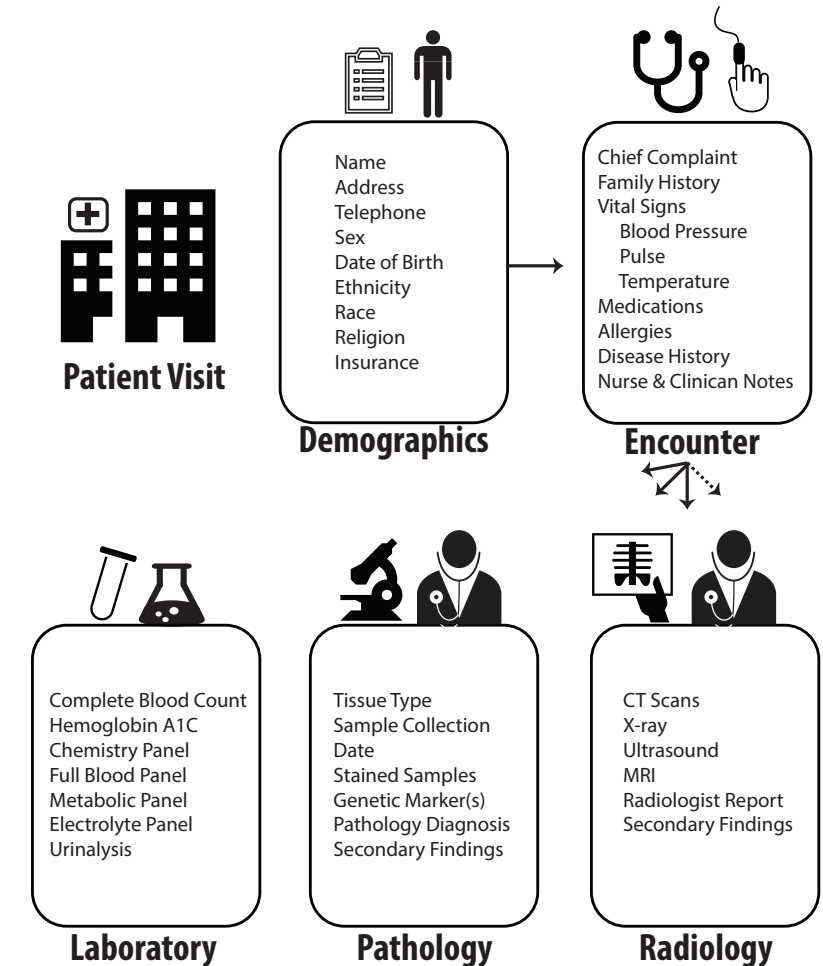 Patient Visit
Name
Address
Telephone
Sex
Date of Birth
Ethnicity
Race
Religion
Insurance
Demographics
Chief Complaint
Family History
Vital Signs
Blood Pressure
Pulse
Temperature
Medications
Allergies
Disease History
Nurse & Clinican Notes
Encounter
Complete Blood Count
Hemoglobin A1C
Chemistry Panel
Full Blood Panel
Metabolic Panel
Electrolyte Panel
Urinalysis
Laboratory
Tissue Type
Sample Collection
Date
Stained Samples
Genetic Marker(s)
Pathology Diagnosis
Secondary Findings
Pathology
CT Scans
X-ray
Ultrasound
MRI
Radiologist Report
Secondary Findings
Radiology